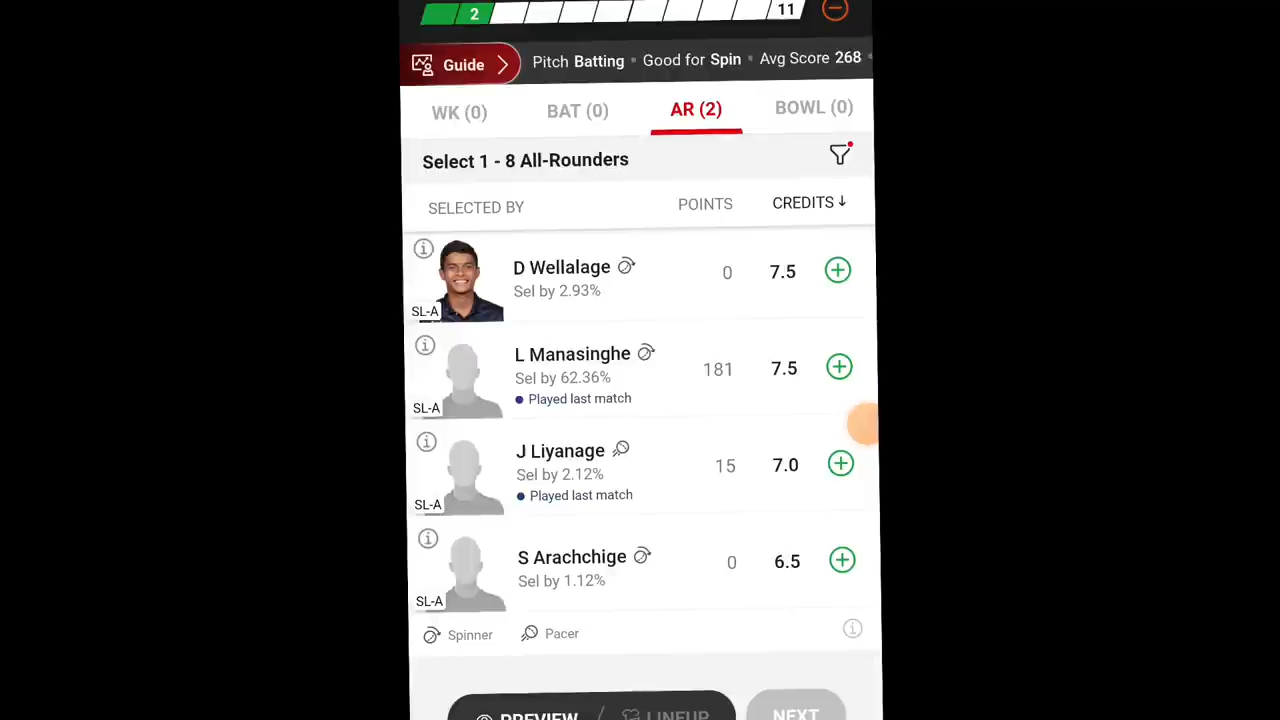 2 11
Guide Pitch Batting Good for Spin Avg Score 268
WK (0) BAT (0) AR (2) BOWL (0)
Select 1 - 8 All-Rounders
SELECTED BY POINTS CREDITS ↓
D Wellalage 0 7.5
Sel by 2.93%
SL-A
L Manasinghe 181 7.5
Sel by 62.36%
Played last match
SL-A
J Liyanage 15 7.0
Sel by 2.12%
Played last match
SL-A
S Arachchige 0 6.5
Sel by 1.12%
SL-A
Spinner Pacer
PREVIEW / LINEUP NEXT